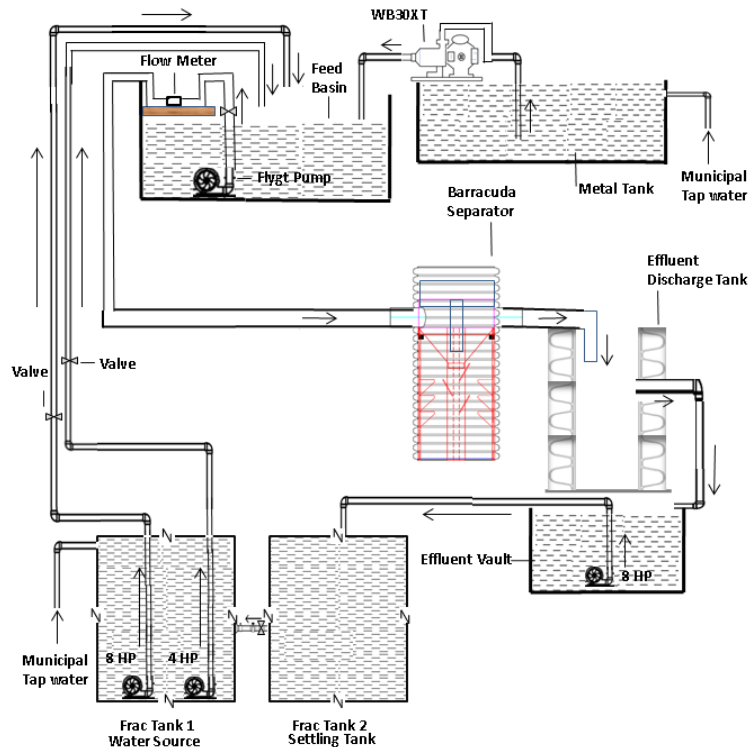 WB30XT
Flow Meter
Feed
Basin
Flygt Pump
Metal Tank
Municipal
Tap water
Barracuda
Separator
Effluent
Discharge Tank
Valve
Valve
Effluent Vault
8 HP
Municipal
Tap water
8 HP
4 HP
N
N
N
N
N
N
N
N
Frac Tank 1
Water Source
Frac Tank 2
Settling Tank